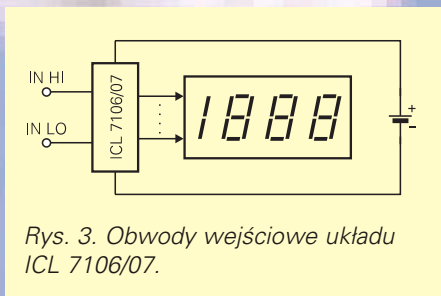 IN HI
IN LO
ICL 7106/07
1888
+
-
Rys. 3. Obwody wejściowe układu
ICL 7106/07.